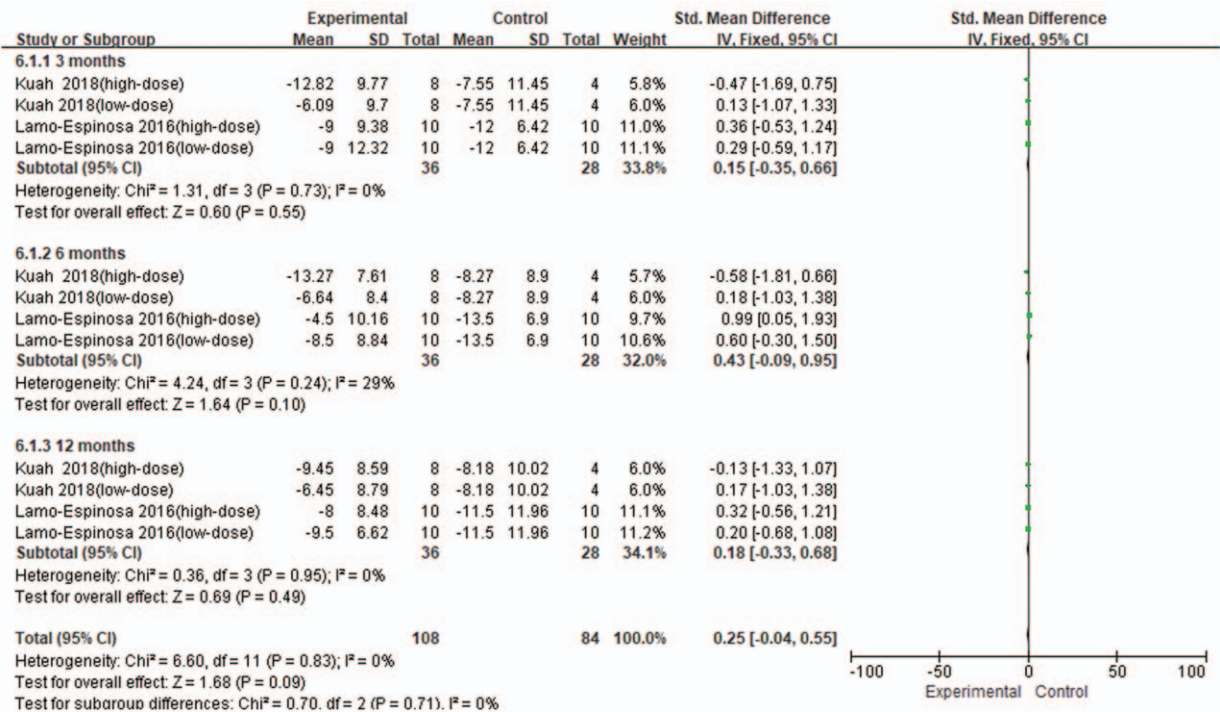 Experimental Control Std. Mean Difference Std. Mean Difference
Study or Subgroup Mean SD Total Mean SD Total Weight IV, Fixed, 95% CI IV, Fixed, 95% CI
6.1.1 3 months
Kuah 2018(high-dose) -12.82 9.77 8 -7.55 11.45 4 5.8% -0.47 [-1.69, 0.75]
Kuah 2018(low-dose) -6.09 9.7 8 -7.55 11.45 4 6.0% 0.13 [-1.07, 1.33]
Lamo-Espinosa 2016(high-dose) -9 9.38 10 -12 6.42 10 11.0% 0.36 [-0.53, 1.24]
Lamo-Espinosa 2016(low-dose) -9 12.32 10 -12 6.42 10 11.1% 0.29 [-0.59, 1.17]
Subtotal (95% CI) 36 28 33.8% 0.15 [-0.35, 0.66]
Heterogeneity: Chi² = 1.31, df = 3 (P = 0.73); I² = 0%
Test for overall effect: Z = 0.60 (P = 0.55)
6.1.2 6 months
Kuah 2018(high-dose) -13.27 7.61 8 -8.27 8.9 4 5.7% -0.58 [-1.81, 0.66]
Kuah 2018(low-dose) -6.64 8.4 8 -8.27 8.9 4 6.0% 0.18 [-1.03, 1.38]
Lamo-Espinosa 2016(high-dose) -4.5 10.16 10 -13.5 6.9 10 9.7% 0.99 [0.05, 1.93]
Lamo-Espinosa 2016(low-dose) -8.5 8.84 10 -13.5 6.9 10 10.6% 0.60 [-0.30, 1.50]
Subtotal (95% CI) 36 28 32.0% 0.43 [-0.09, 0.95]
Heterogeneity: Chi² = 4.24, df = 3 (P = 0.24); I² = 29%
Test for overall effect: Z = 1.64 (P = 0.10)
6.1.3 12 months
Kuah 2018(high-dose) -9.45 8.59 8 -8.18 10.02 4 6.0% -0.13 [-1.33, 1.07]
Kuah 2018(low-dose) -6.45 8.79 8 -8.18 10.02 4 6.0% 0.17 [-1.03, 1.38]
Lamo-Espinosa 2016(high-dose) -8 8.48 10 -11.5 11.96 10 11.1% 0.32 [-0.56, 1.21]
Lamo-Espinosa 2016(low-dose) -9.5 6.62 10 -11.5 11.96 10 11.2% 0.20 [-0.68, 1.08]
Subtotal (95% CI) 36 28 34.1% 0.18 [-0.33, 0.68]
Heterogeneity: Chi² = 0.36, df = 3 (P = 0.95); I² = 0%
Test for overall effect: Z = 0.69 (P = 0.49)
Total (95% CI) 108 84 100.0% 0.25 [-0.04, 0.55]
Heterogeneity: Chi² = 6.60, df = 11 (P = 0.83); I² = 0%
Test for overall effect: Z = 1.68 (P = 0.09)
Test for subgroup differences: Chi² = 0.70, df = 2 (P = 0.71), I² = 0%
-100 -50 0 50 100
Experimental Control